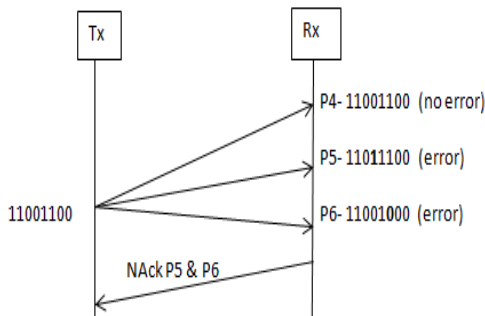 Tx
Rx
P4- 11001100 (no error)
P5- 11011100 (error)
11001100
P6- 11001000 (error)
NAck P5 & P6